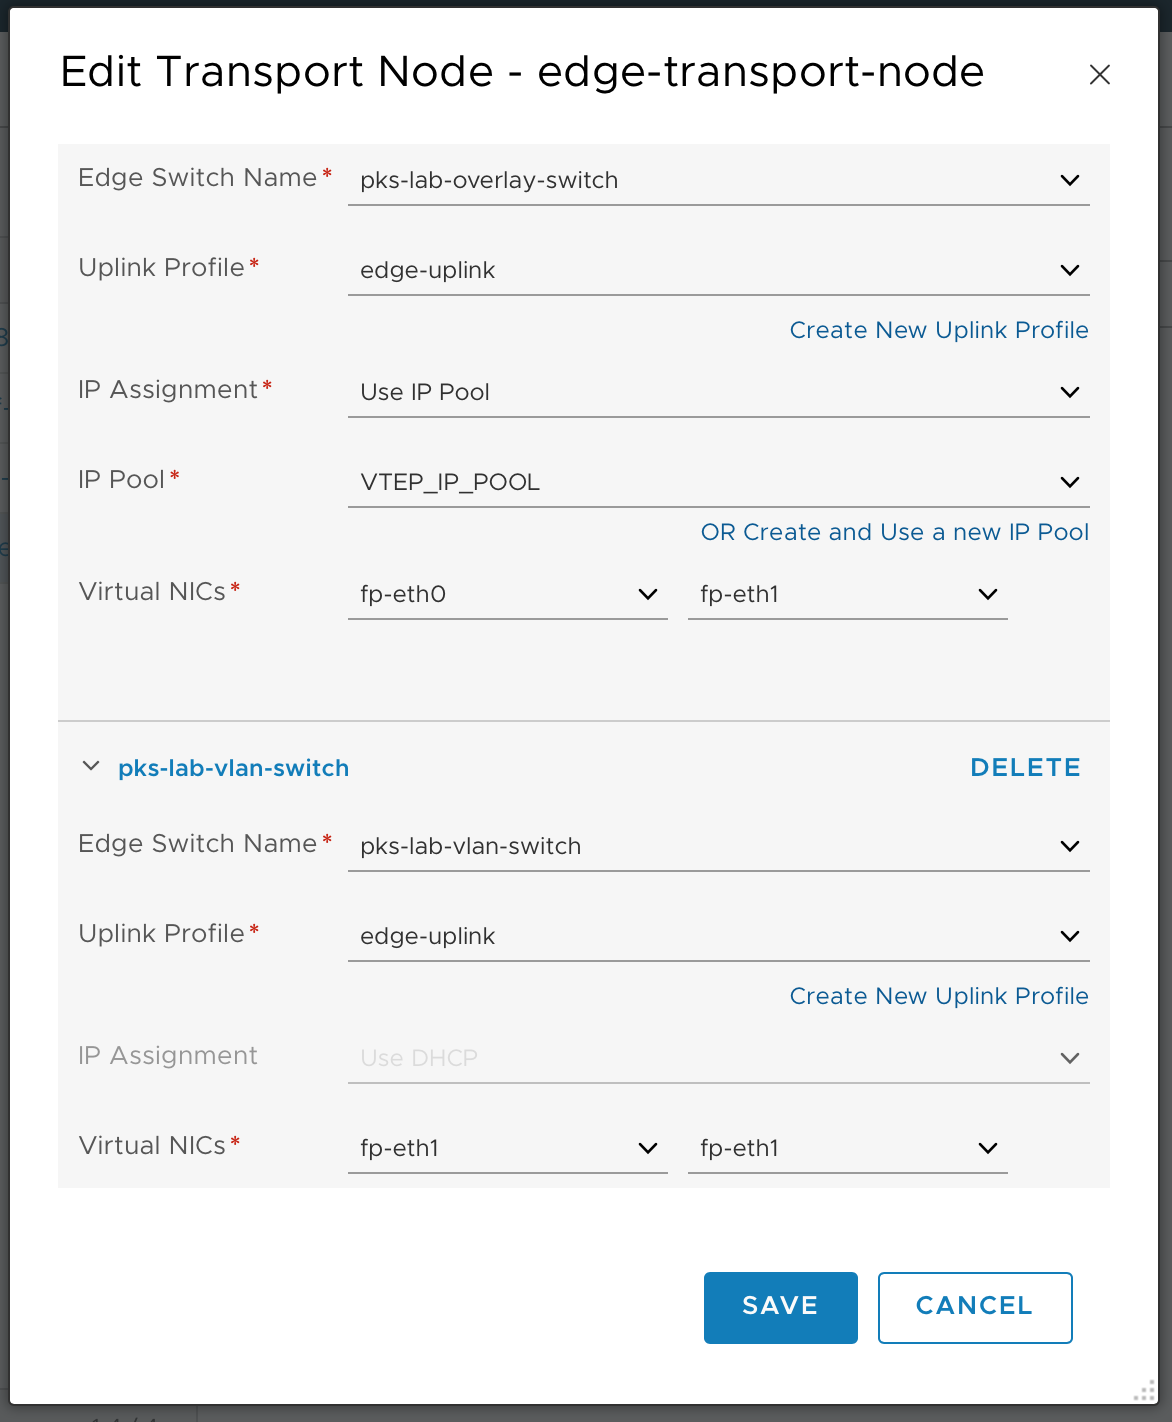 Edit Transport Node - edge-transport-node
Edge Switch Name* pks-lab-overlay-switch
Uplink Profile* edge-uplink
Create New Uplink Profile
IP Assignment* Use IP Pool
IP Pool* VTEP_IP_POOL
OR Create and Use a new IP Pool
Virtual NICs* fp-eth0 fp-eth1
pks-lab-vlan-switch DELETE
Edge Switch Name* pks-lab-vlan-switch
Uplink Profile* edge-uplink
Create New Uplink Profile
IP Assignment Use DHCP
Virtual NICs* fp-eth1 fp-eth1
SAVE CANCEL